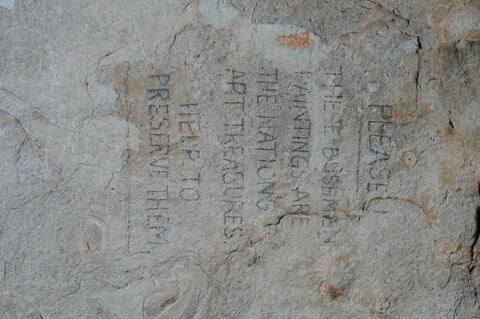 PLEASE!
THESE BUSHMEN
PAINTINGS ARE
THE NATIONS
ART TREASURES
HELP TO
PRESERVE THEM